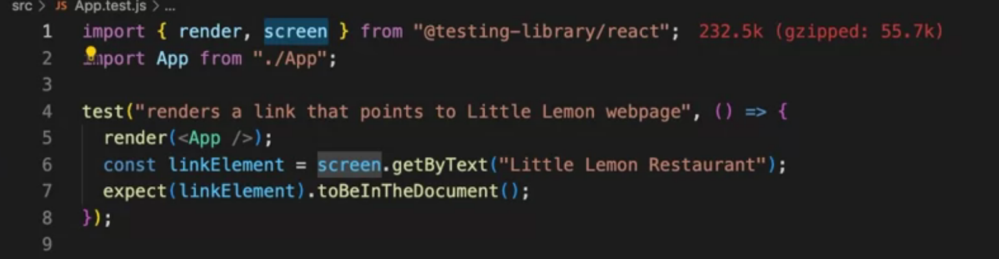 src > JS App.test.js > ...
1 import { render, screen } from "@testing-library/react"; 232.5k (gzipped: 55.7k)
2 import App from "./App";
3
4 test("renders a link that points to Little Lemon webpage", () => {
5   render(<App />);
6   const linkElement = screen.getByText("Little Lemon Restaurant");
7   expect(linkElement).toBeInTheDocument();
8 });
9